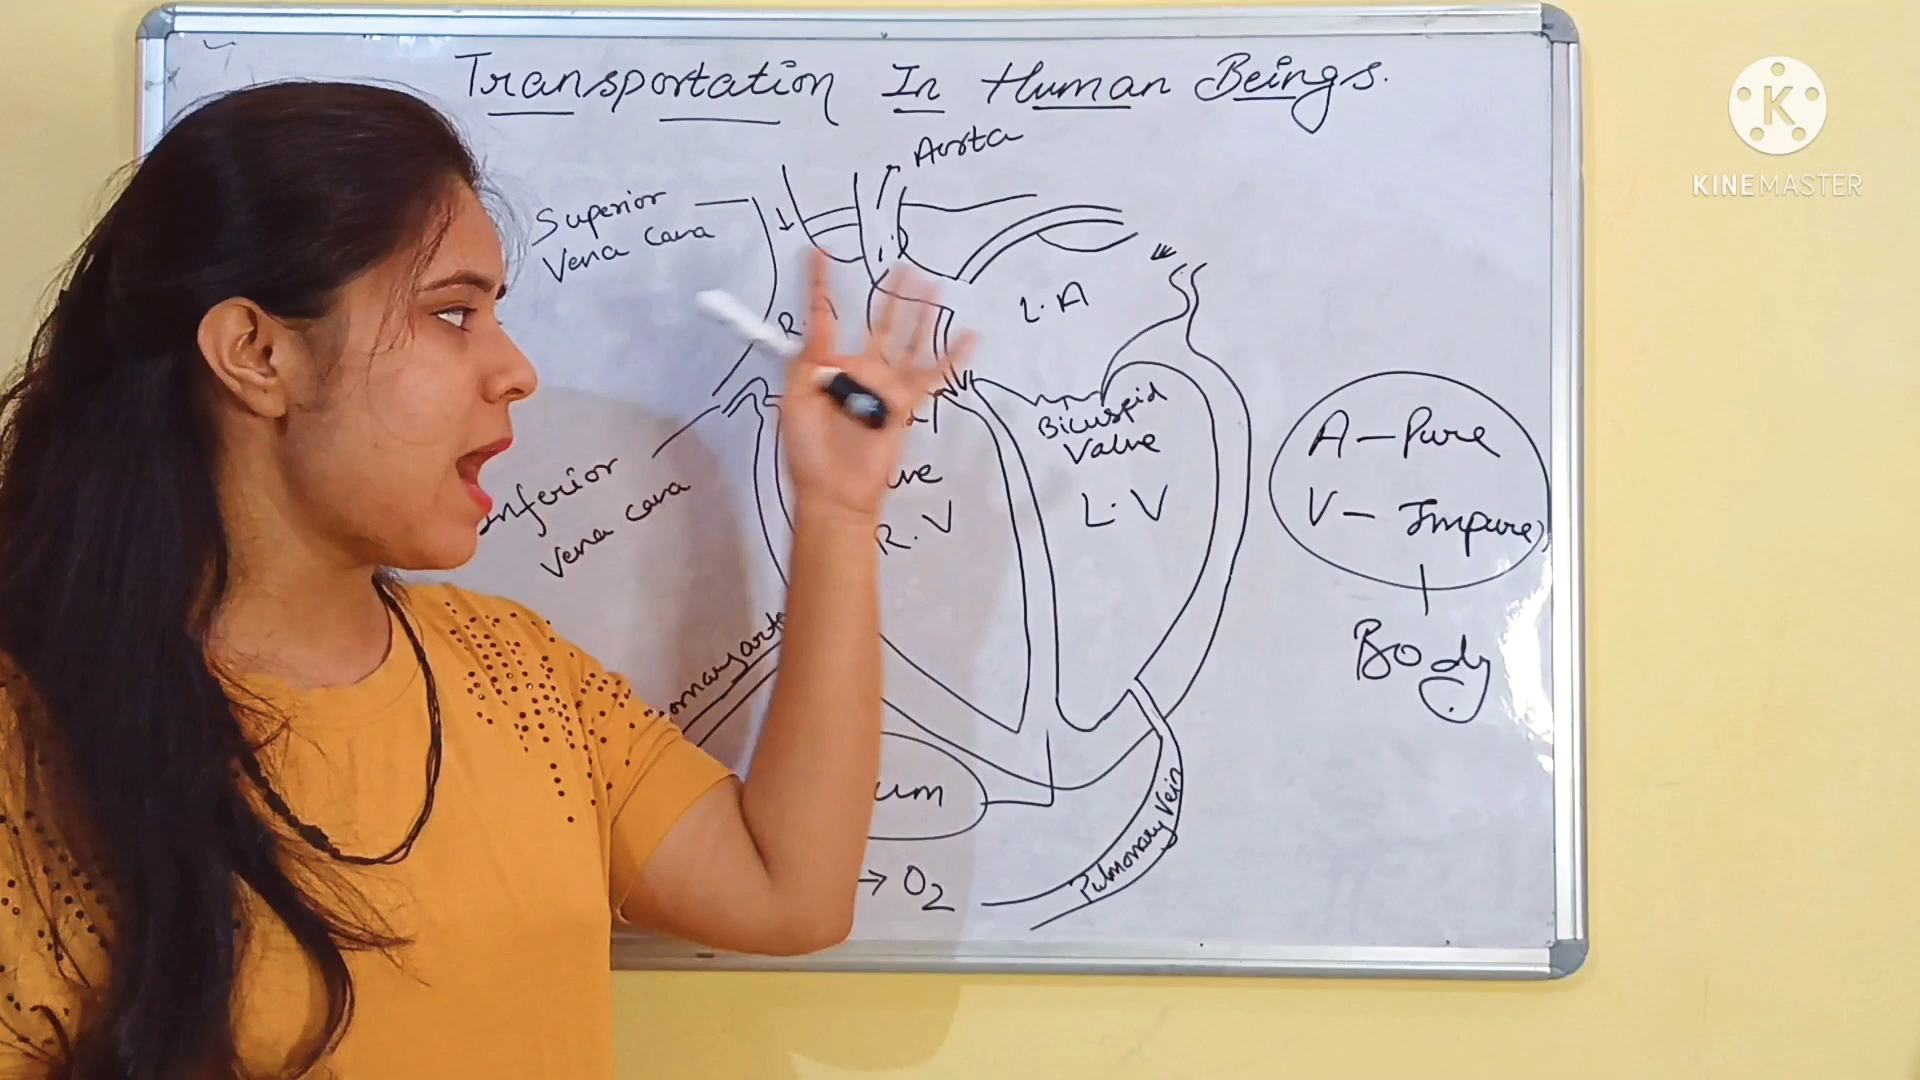 Transportation In Human Beings.
Aorta
Superior
Vena Cava
L.A
Bicuspid
Valve
R.V
L.V
Inferior
Vena cava
A - Pure
V - Impure
Body
→ O2
Pulmonary Vein
KINEMASTER